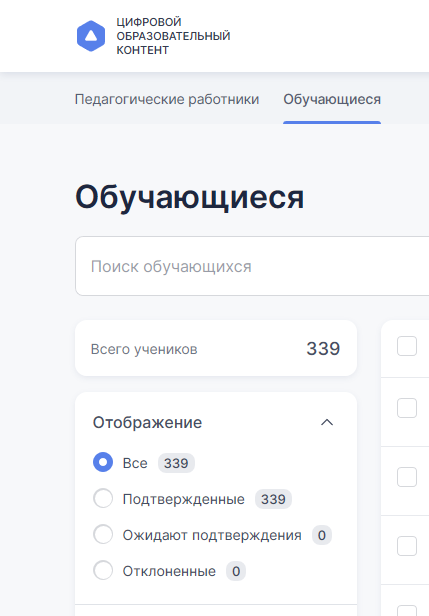 ЦИФРОВОЙ
ОБРАЗОВАТЕЛЬНЫЙ
КОНТЕНТ
Педагогические работники Обучающиеся
Обучающиеся
Поиск обучающихся
Всего учеников 339
Отображение
Все 339
Подтвержденные 339
Ожидают подтверждения 0
Отклоненные 0